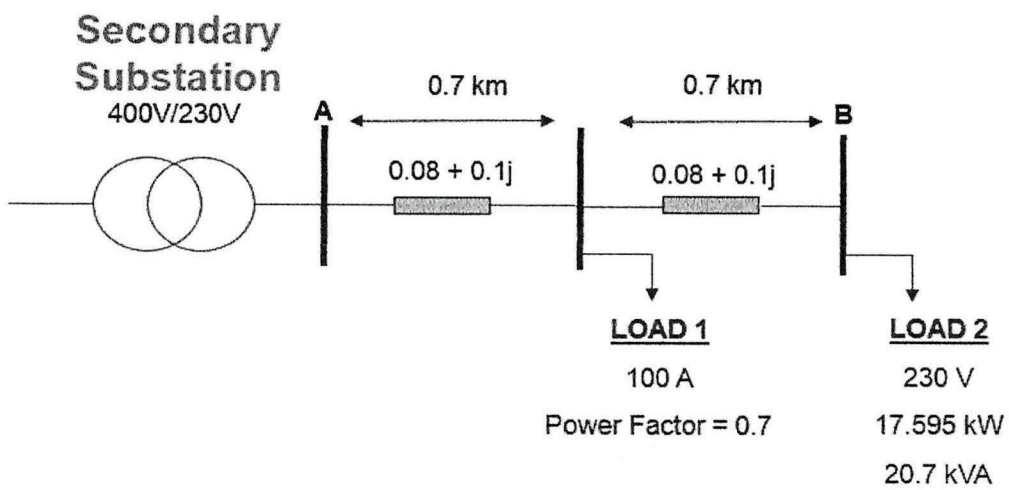 Secondary
Substation
400V/230V
A
0.7 km
0.7 km
B
0.08 + 0.1j
0.08 + 0.1j
LOAD 1
100 A
Power Factor = 0.7
LOAD 2
230 V
17.595 kW
20.7 kVA